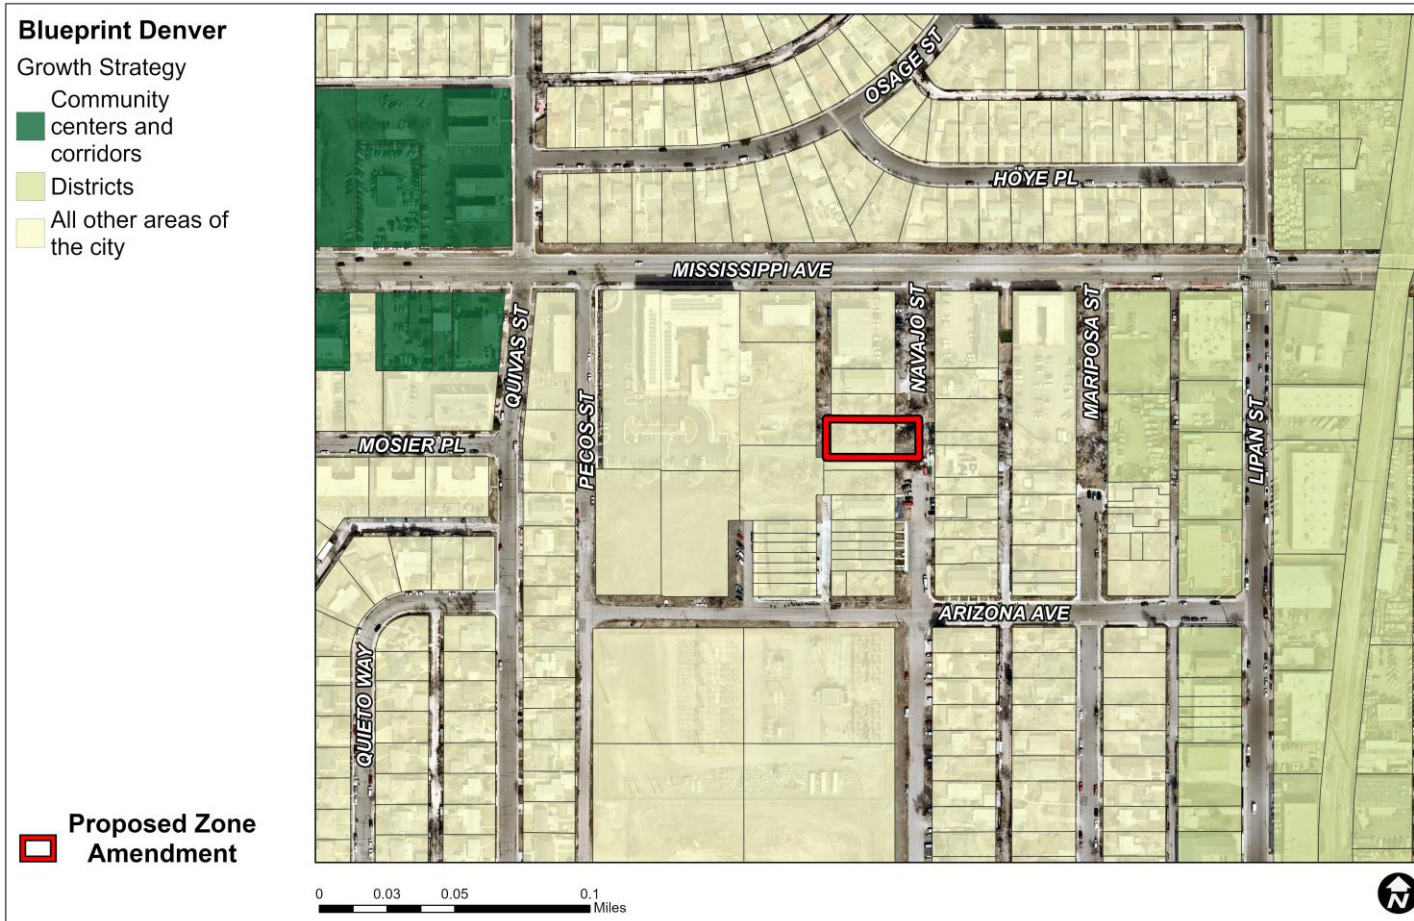 Blueprint Denver
Growth Strategy
Community
centers and
corridors
Districts
All other areas of
the city
OSAGE ST
HOYE PL
MISSISSIPPI AVE
QUIVAS ST
PECOS ST
NAVAJO ST
MARIPOSA ST
LIPAN ST
MOSIER PL
ARIZONA AVE
QUIETO WAY
Proposed Zone
Amendment
0 0.03 0.05 0.1
Miles
N